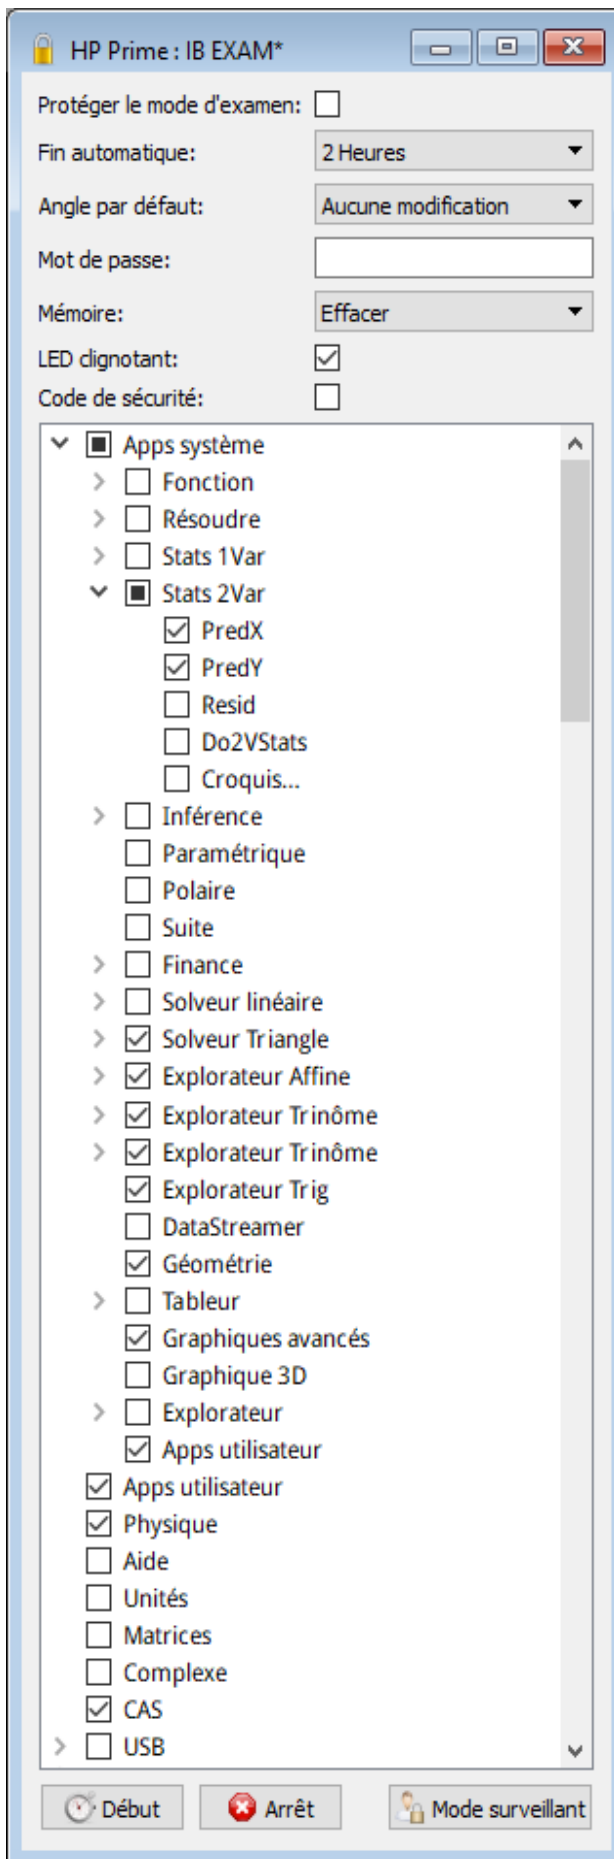 HP Prime : IB EXAM*
Protéger le mode d'examen:
Fin automatique: 2 Heures
Angle par défaut: Aucune modification
Mot de passe:
Mémoire: Effacer
LED clignotant:
Code de sécurité:
Apps système
Fonction
Résoudre
Stats 1Var
Stats 2Var
PredX
PredY
Resid
Do2VStats
Croquis...
Inférence
Paramétrique
Polaire
Suite
Finance
Solveur linéaire
Solveur Triangle
Explorateur Affine
Explorateur Trinôme
Explorateur Trinôme
Explorateur Trig
DataStreamer
Géométrie
Tableur
Graphiques avancés
Graphique 3D
Explorateur
Apps utilisateur
Apps utilisateur
Physique
Aide
Unités
Matrices
Complexe
CAS
USB
Début Arrêt Mode surveillant